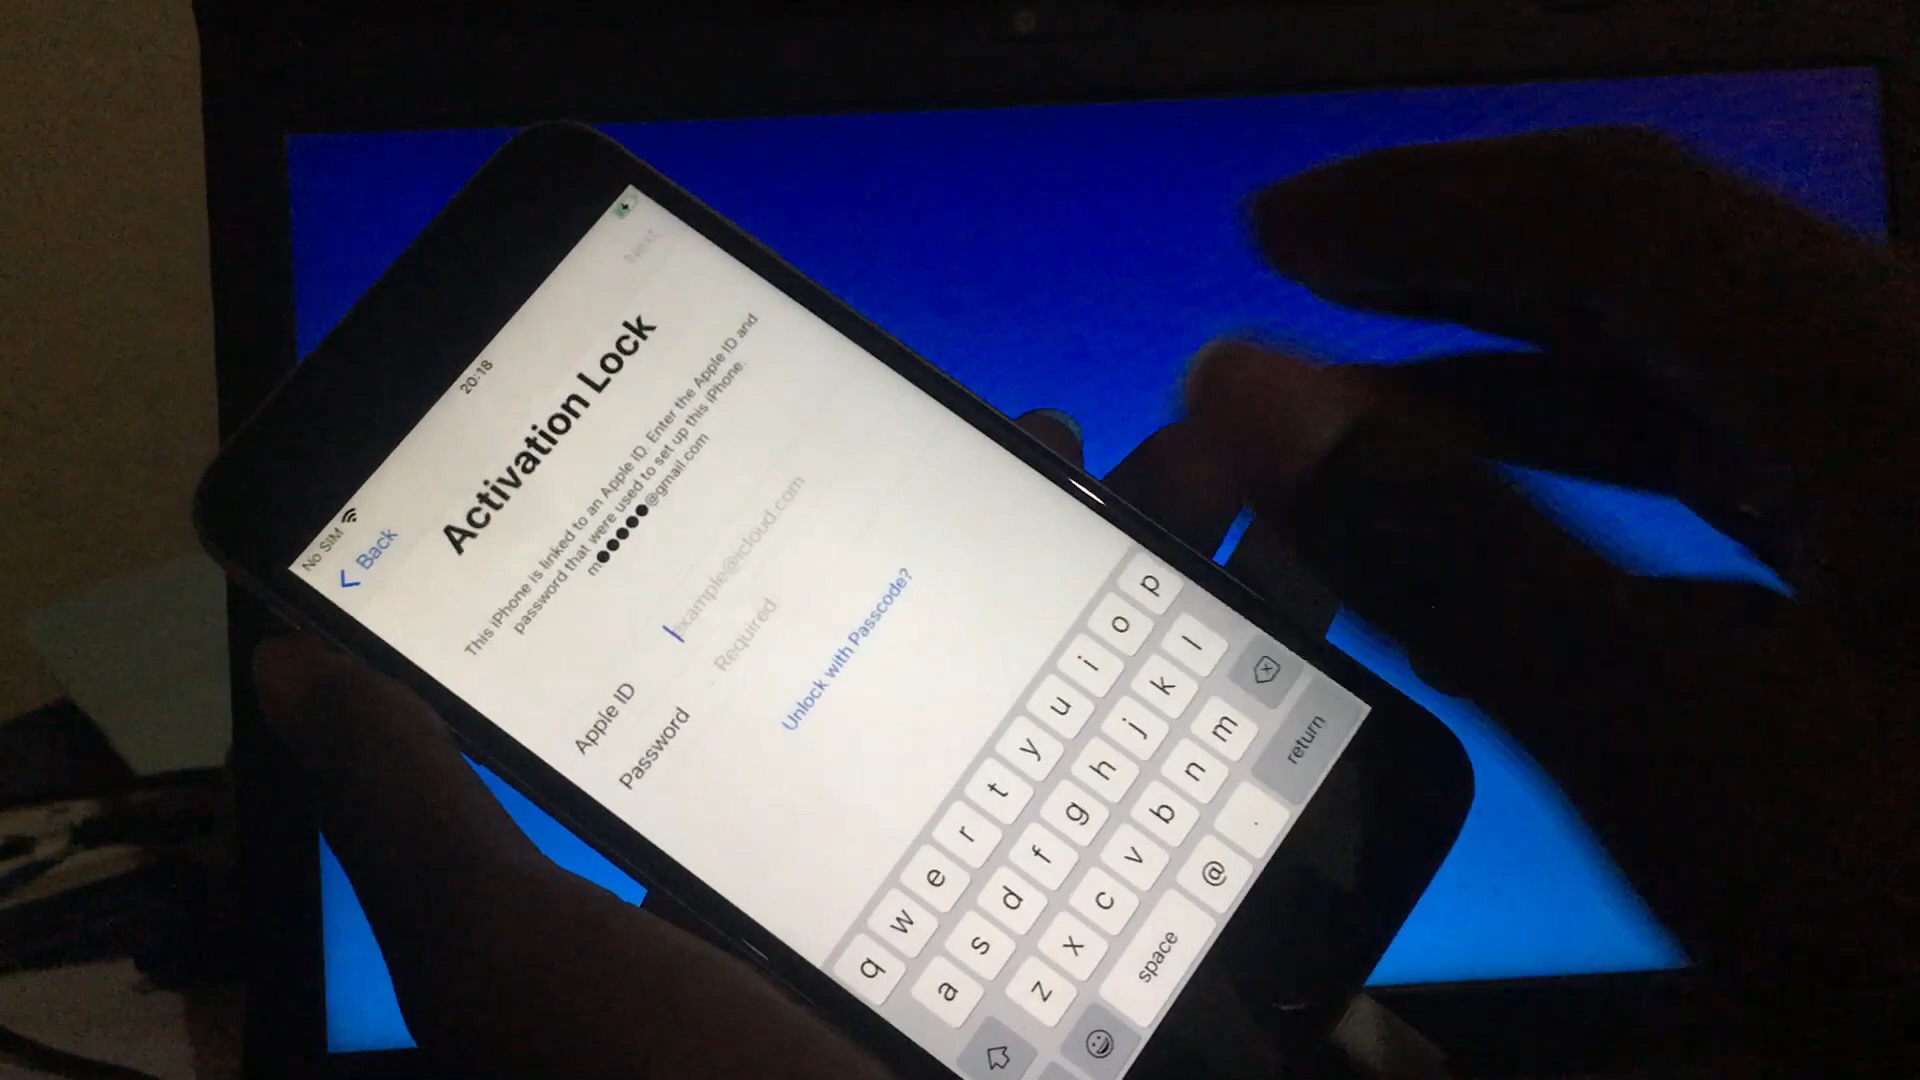 No SIM 20:18
Back Next
Activation Lock
This iPhone is linked to an Apple ID. Enter the Apple ID and
password that were used to set up this iPhone.
m●●●●●@gmail.com
Apple ID example@icloud.com
Password Required
Unlock with Passcode?
q w e r t y u i o p
a s d f g h j k l
z x c v b n m
space @ . return